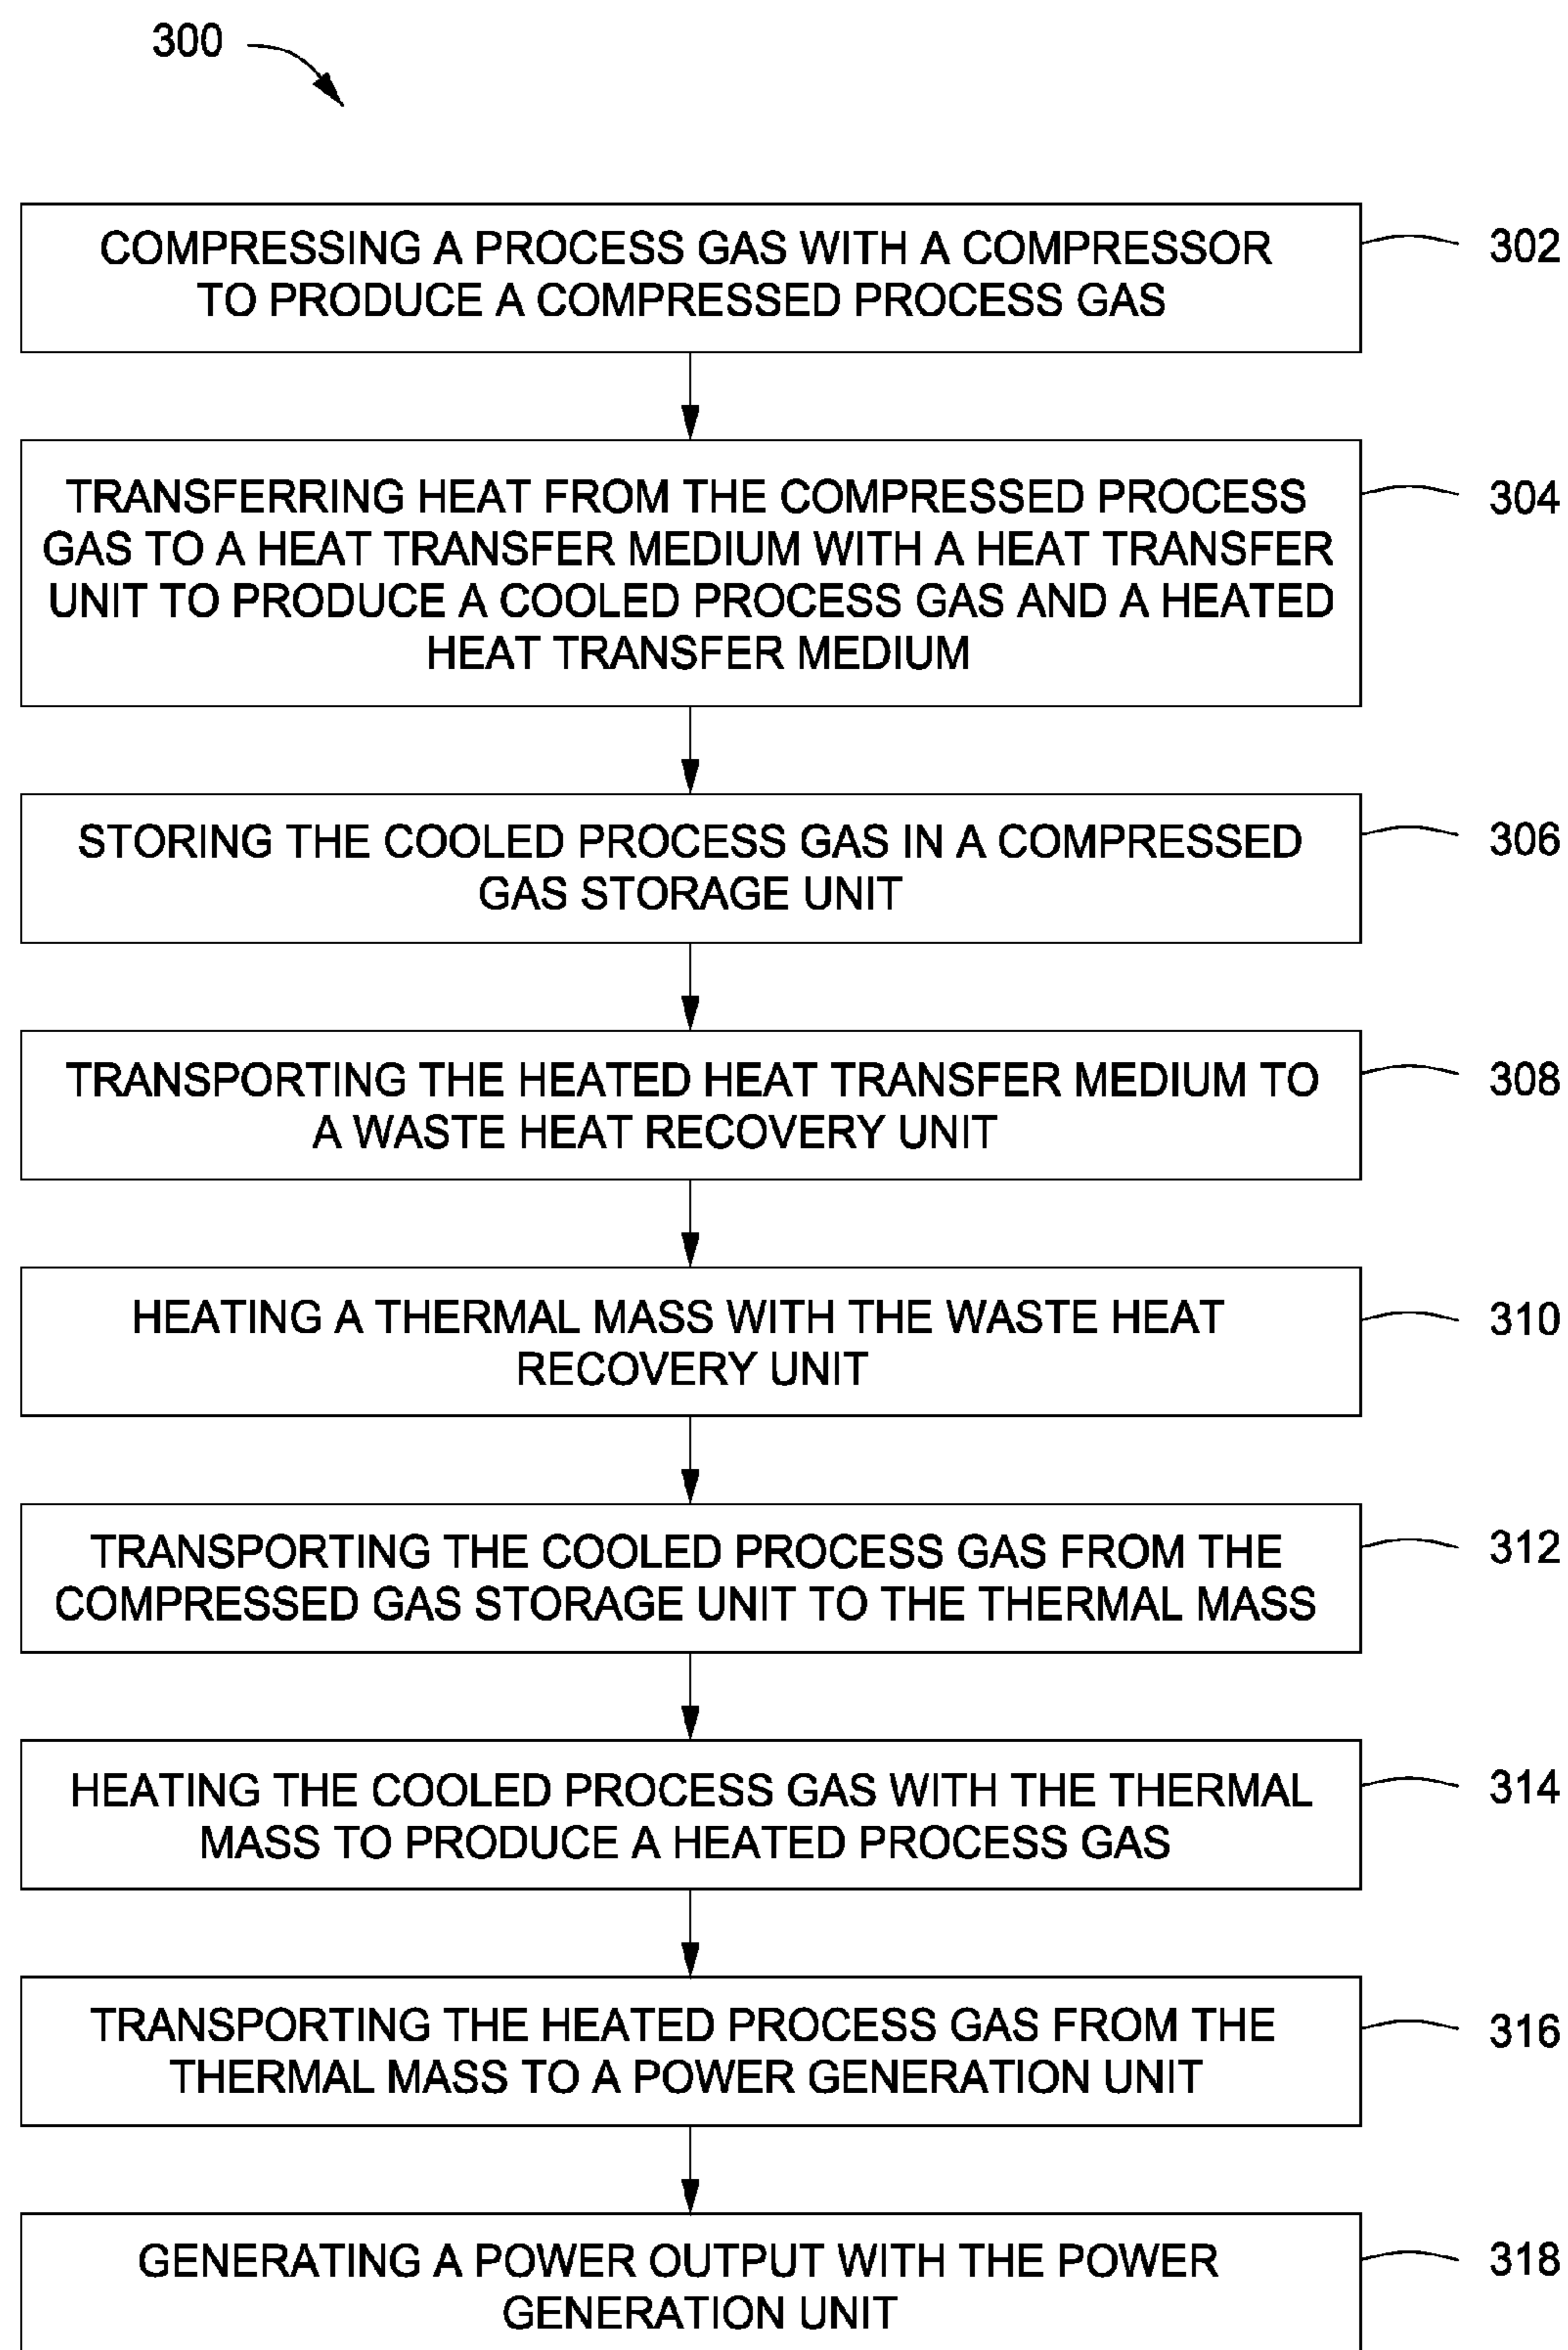 300
COMPRESSING A PROCESS GAS WITH A COMPRESSOR
TO PRODUCE A COMPRESSED PROCESS GAS
302
TRANSFERRING HEAT FROM THE COMPRESSED PROCESS
GAS TO A HEAT TRANSFER MEDIUM WITH A HEAT TRANSFER
UNIT TO PRODUCE A COOLED PROCESS GAS AND A HEATED
HEAT TRANSFER MEDIUM
304
STORING THE COOLED PROCESS GAS IN A COMPRESSED
GAS STORAGE UNIT
306
TRANSPORTING THE HEATED HEAT TRANSFER MEDIUM TO
A WASTE HEAT RECOVERY UNIT
308
HEATING A THERMAL MASS WITH THE WASTE HEAT
RECOVERY UNIT
310
TRANSPORTING THE COOLED PROCESS GAS FROM THE
COMPRESSED GAS STORAGE UNIT TO THE THERMAL MASS
312
HEATING THE COOLED PROCESS GAS WITH THE THERMAL
MASS TO PRODUCE A HEATED PROCESS GAS
314
TRANSPORTING THE HEATED PROCESS GAS FROM THE
THERMAL MASS TO A POWER GENERATION UNIT
316
GENERATING A POWER OUTPUT WITH THE POWER
GENERATION UNIT
318